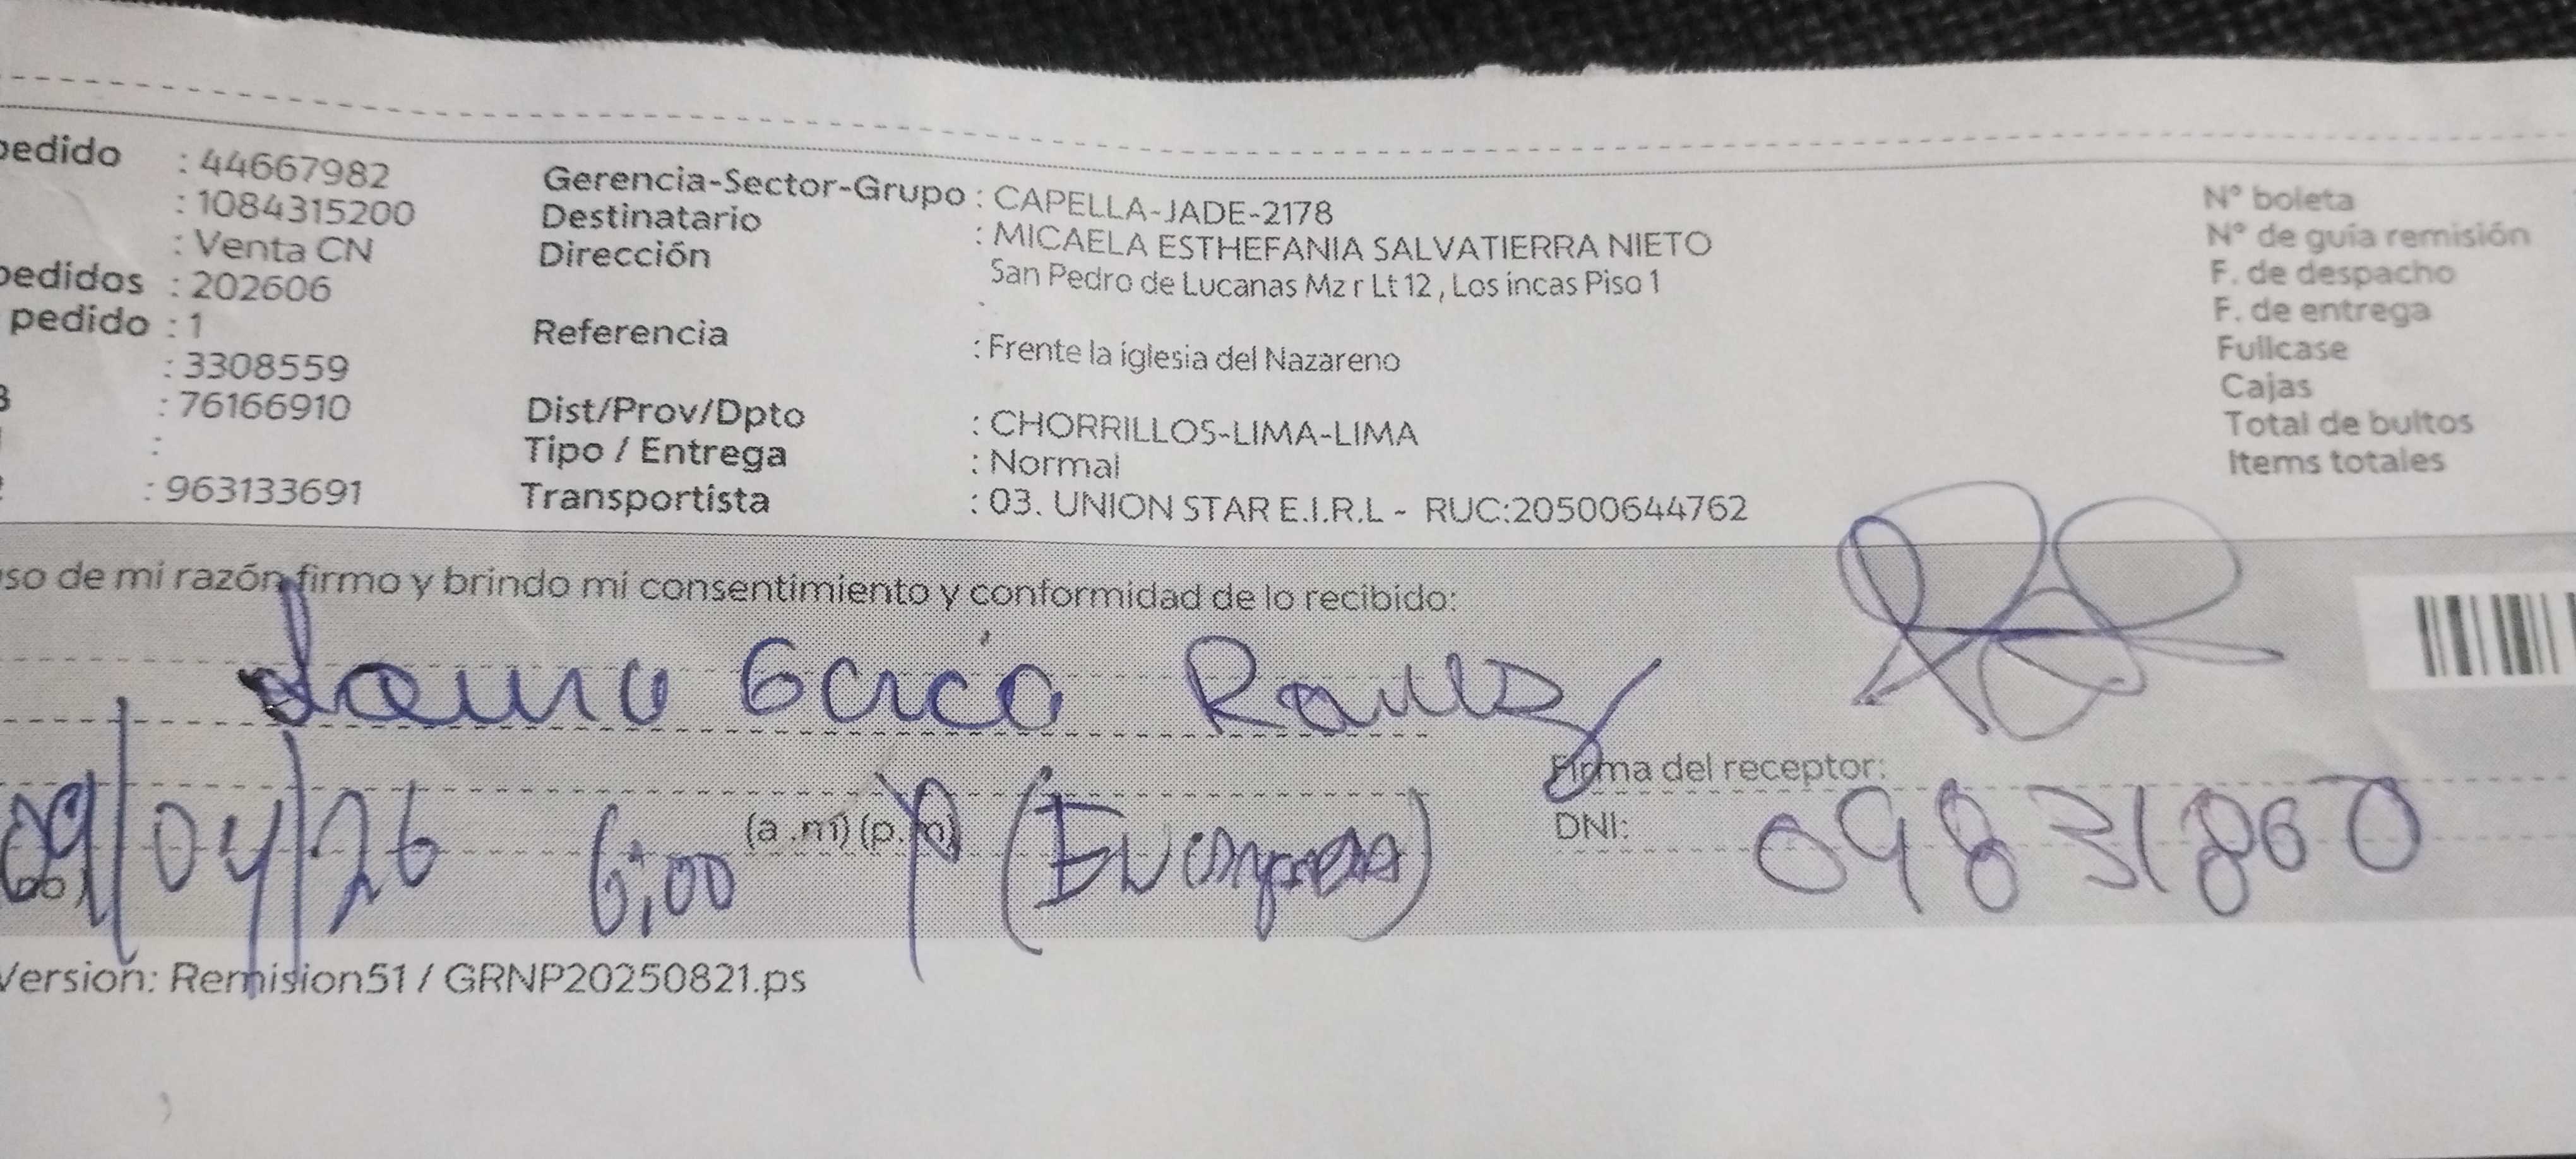 pedido : 44667982
: 1084315200
: Venta CN
pedidos : 202606
pedido : 1
: 3308559
: 76166910
:
: 963133691
Gerencia-Sector-Grupo : CAPELLA-JADE-2178
Destinatario : MICAELA ESTHEFANIA SALVATIERRA NIETO
Dirección San Pedro de Lucanas Mz r Lt 12 , Los incas Piso 1
Referencia : Frente la iglesia del Nazareno
Dist/Prov/Dpto : CHORRILLOS-LIMA-LIMA
Tipo / Entrega : Normal
Transportista : 03. UNION STAR E.I.R.L - RUC:20500644762
N° boleta
N° de guía remisión
F. de despacho
F. de entrega
Fullcase
Cajas
Total de bultos
Items totales
uso de mi razón firmo y brindo mi consentimiento y conformidad de lo recibido:
Garcia
Firma del receptor:
09/04/26 6:00 (a .m) (p.m) DNI: 09831860
Version: Remision51 / GRNP20250821.ps